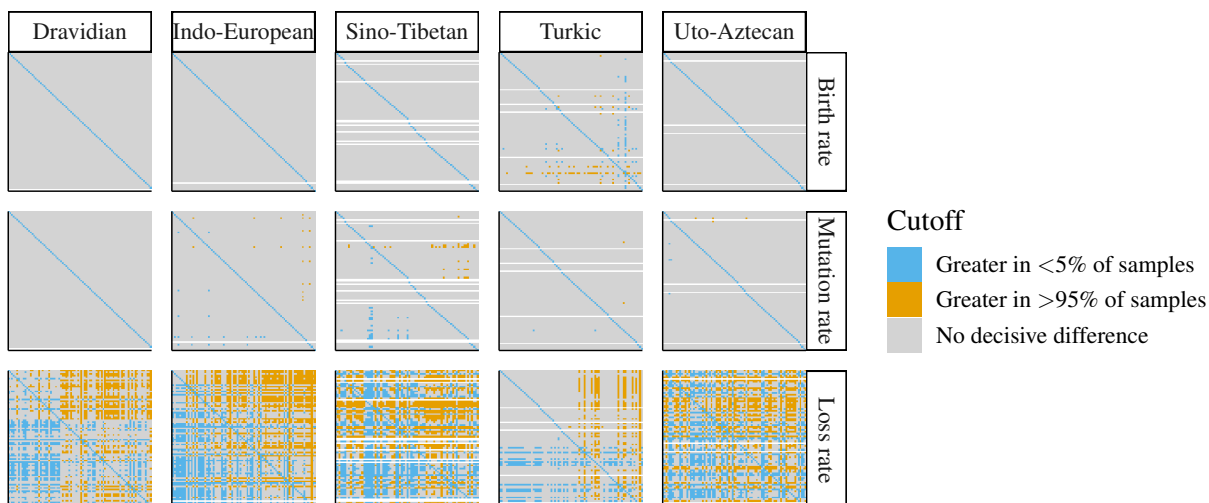 Dravidian
Indo-European
Sino-Tibetan
Turkic
Uto-Aztecan
Birth rate
Mutation rate
Loss rate
Cutoff
Greater in <5% of samples
Greater in >95% of samples
No decisive difference